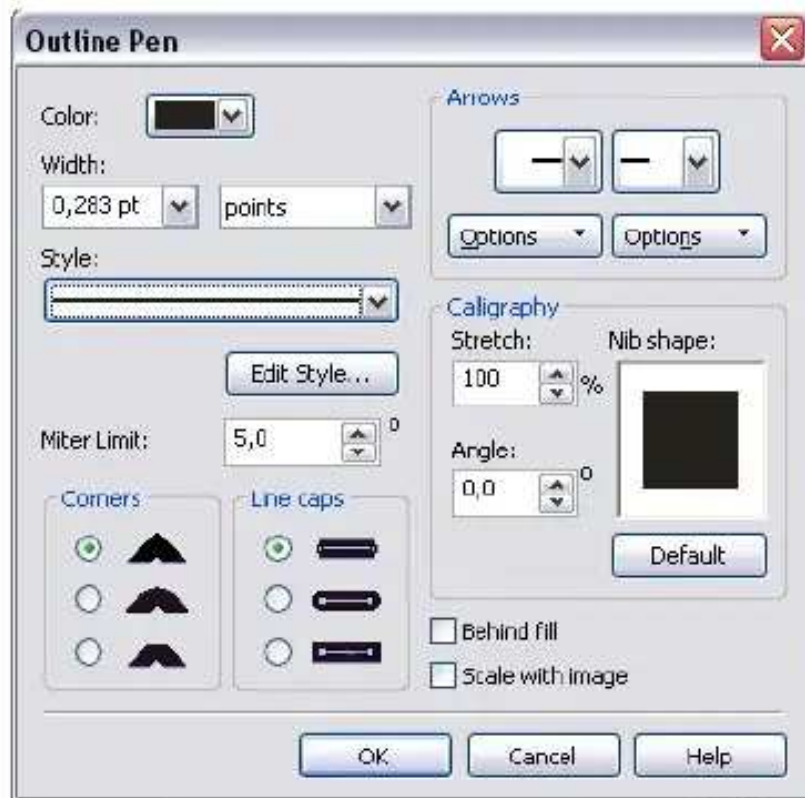 Outline Pen
Color:
Width:
0,283 pt
points
Style:
Edit Style...
Miter Limit:
5,0
°
Corners
Line caps
Arrows
Options
Options
Calligraphy
Stretch:
Nib shape:
100
%
Angle:
0,0
°
Default
Behind fill
Scale with image
OK
Cancel
Help